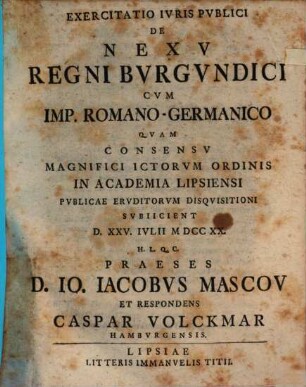 EXERCITATIO IVRIS PVBLICI
DE
NEXV
REGNI BVRGVNDICI
CVM
IMP. ROMANO-GERMANICO
QVAM
CONSENSV
MAGNIFICI ICTORVM ORDINIS
IN ACADEMIA LIPSIENSI
PVBLICAE ERVDITORVM DISQVISITIONI
SVBIICIENT
D. XXV. IVLII M DCC XX.
H. L. Q. C.
PRAESES
D. IO. IACOBVS MASCOV
ET RESPONDENS
CASPAR VOLCKMAR
HAMBVRGENSIS.
LIPSIAE
LITTERIS IMMANVELIS TITII.